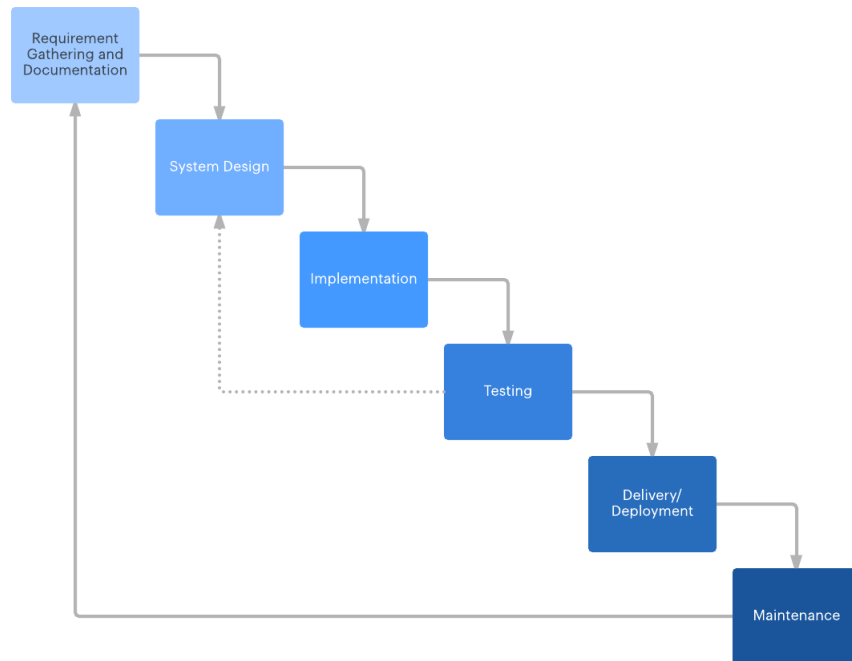 Requirement
Gathering and
Documentation
System Design
Implementation
Testing
Delivery/
Deployment
Maintenance